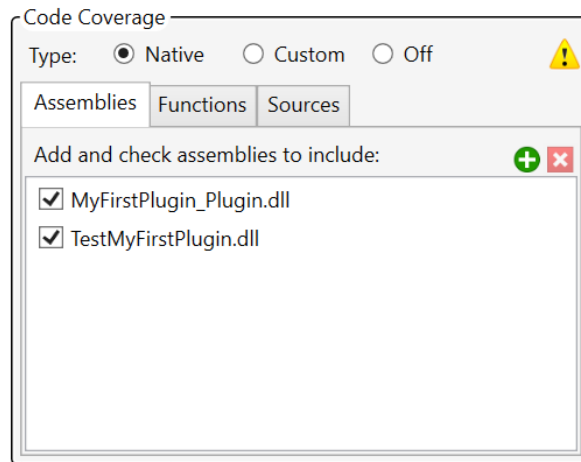 Code Coverage
Type: Native Custom Off
Assemblies Functions Sources
Add and check assemblies to include:
MyFirstPlugin_Plugin.dll
TestMyFirstPlugin.dll